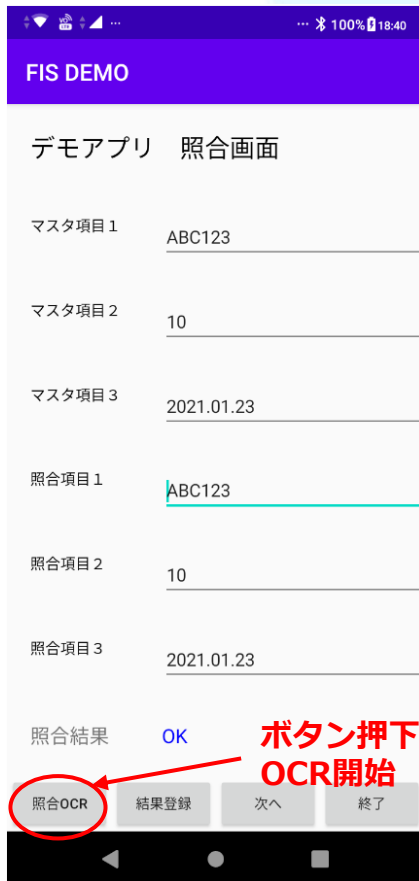 … … 100% 18:40
FIS DEMO
デモアプリ　照合画面
マスタ項目１ ABC123
マスタ項目２ 10
マスタ項目３ 2021.01.23
照合項目１ ABC123
照合項目２ 10
照合項目３ 2021.01.23
照合結果 OK
ボタン押下
OCR開始
照合OCR 結果登録 次へ 終了